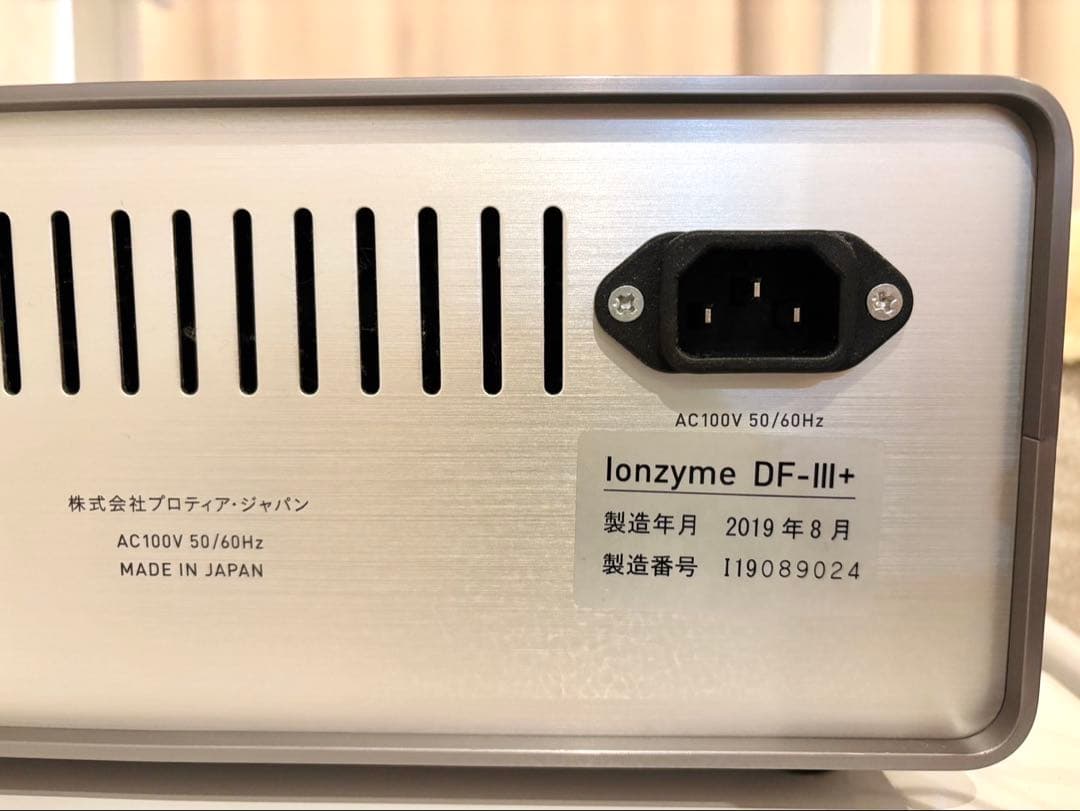 AC100V 50/60Hz
Ionzyme DF-III+
製造年月 2019年8月
製造番号 I19089024
株式会社プロティア・ジャパン
AC100V 50/60Hz
MADE IN JAPAN